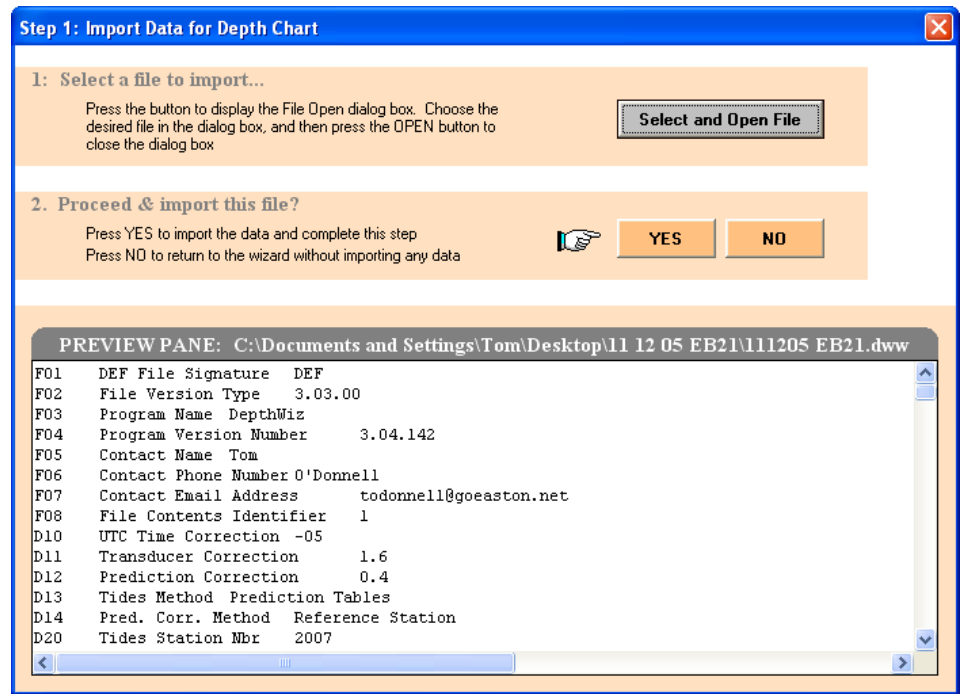 Step 1: Import Data for Depth Chart
1: Select a file to import...
Press the button to display the File Open dialog box. Choose the
desired file in the dialog box, and then press the OPEN button to
close the dialog box
Select and Open File
2. Proceed & import this file?
Press YES to import the data and complete this step
Press NO to return to the wizard without importing any data
YES
NO
PREVIEW PANE: C:\Documents and Settings\Tom\Desktop\11 12 05 EB21\111205 EB21.dww
F01 DEF File Signature DEF
F02 File Version Type 3.03.00
F03 Program Name DepthWiz
F04 Program Version Number 3.04.142
F05 Contact Name Tom
F06 Contact Phone Number O'Donnell
F07 Contact Email Address todonnell@goeaston.net
F08 File Contents Identifier 1
D10 UTC Time Correction -05
D11 Transducer Correction 1.6
D12 Prediction Correction 0.4
D13 Tides Method Prediction Tables
D14 Pred. Corr. Method Reference Station
D20 Tides Station Nbr 2007